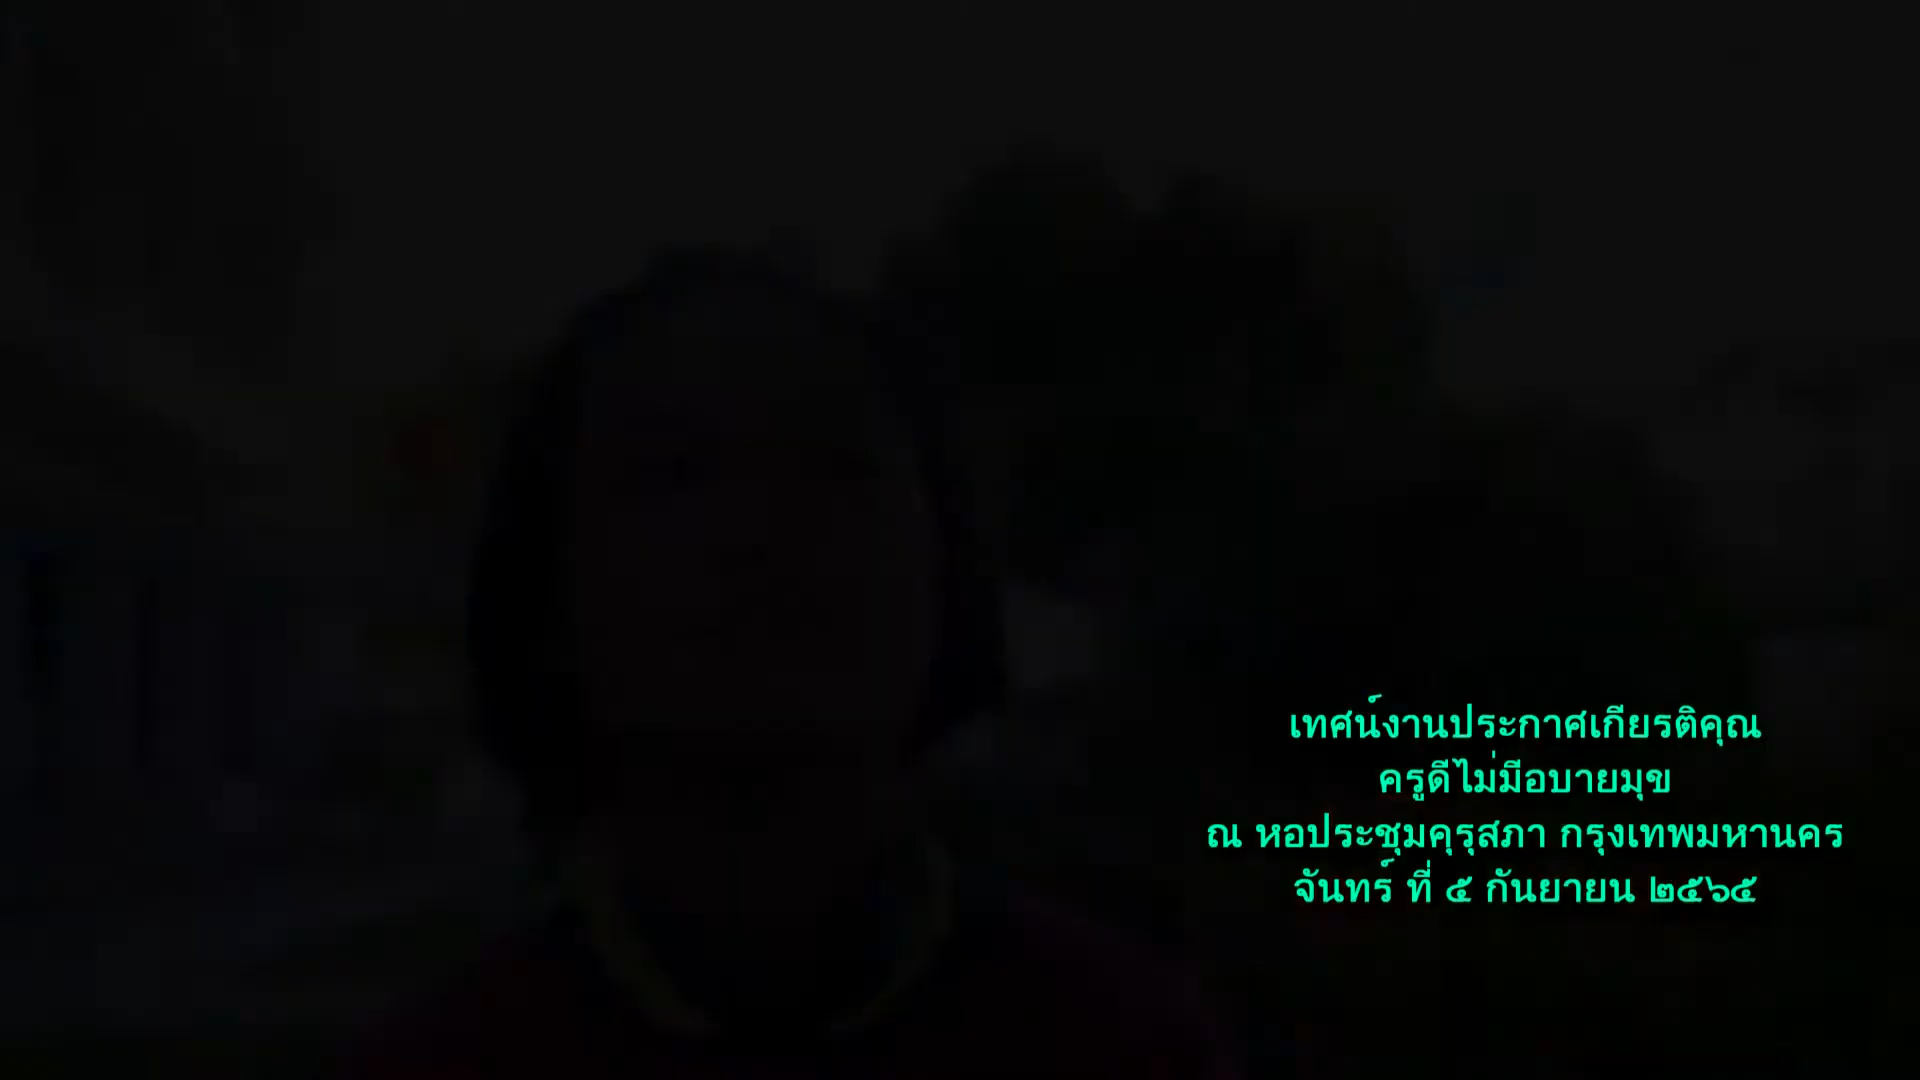 เทศน์งานประกาศเกียรติคุณ
ครูดีไม่มีอบายมุข
ณ หอประชุมคุรุสภา กรุงเทพมหานคร
จันทร์ ที่ ๕ กันยายน ๒๕๖๕